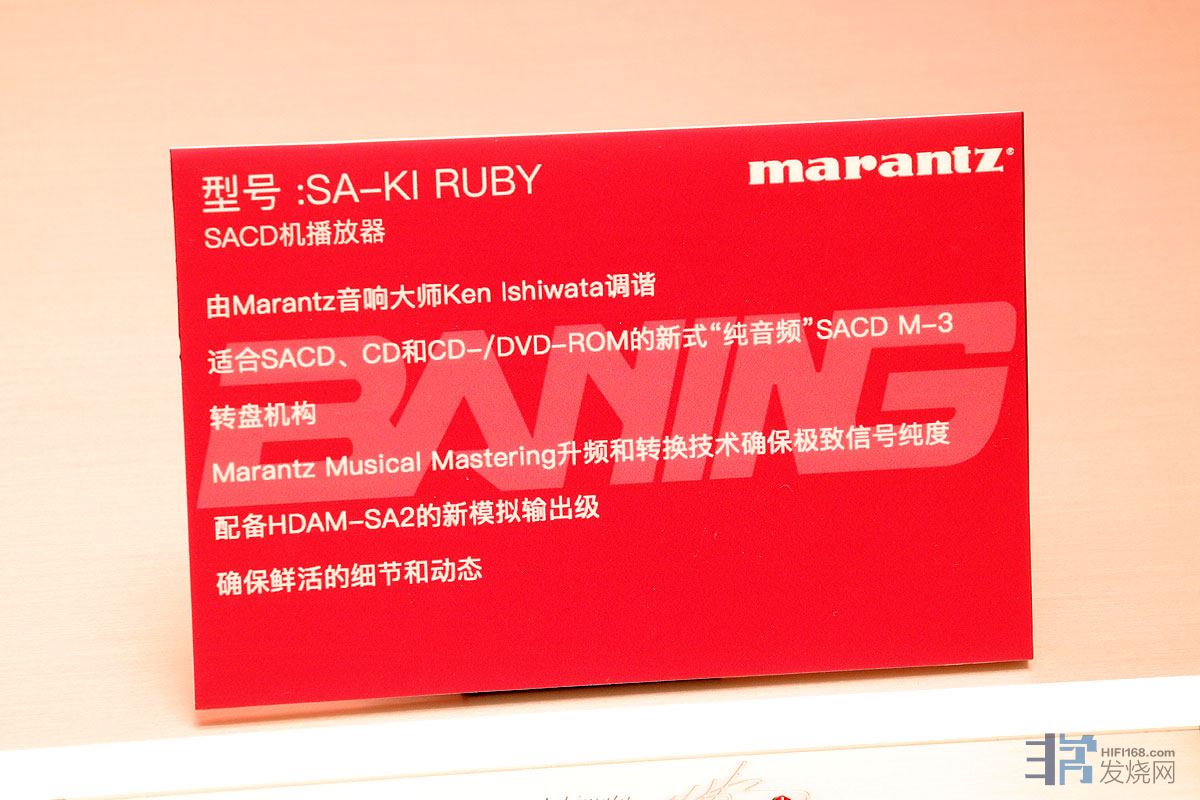 marantz®
型号 :SA-KI RUBY
SACD机播放器
由Marantz音响大师Ken Ishiwata调谐
适合SACD、CD和CD-/DVD-ROM的新式“纯音频”SACD M-3
转盘机构
Marantz Musical Mastering升频和转换技术确保极致信号纯度
配备HDAM-SA2的新模拟输出级
确保鲜活的细节和动态
BANING
HIFI168.com
发烧网